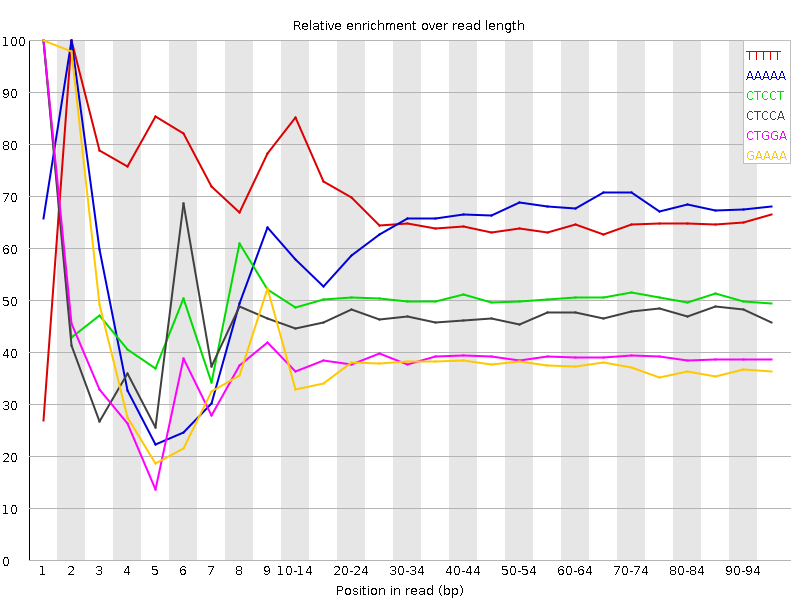 Relative enrichment over read length
100
90
80
70
60
50
40
30
20
10
0
TTTTT
AAAAA
CTCCT
CTCCA
CTGGA
GAAAA
1 2 3 4 5 6 7 8 9 10-14 20-24 30-34 40-44 50-54 60-64 70-74 80-84 90-94
Position in read (bp)